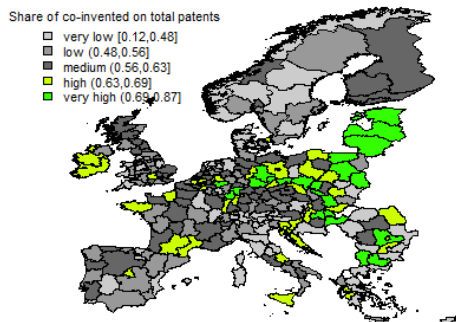 Share of co-invented on total patents
very low [0.12,0.48]
low (0.48,0.56]
medium (0.56,0.63]
high (0.63,0.69]
very high (0.69,0.87]